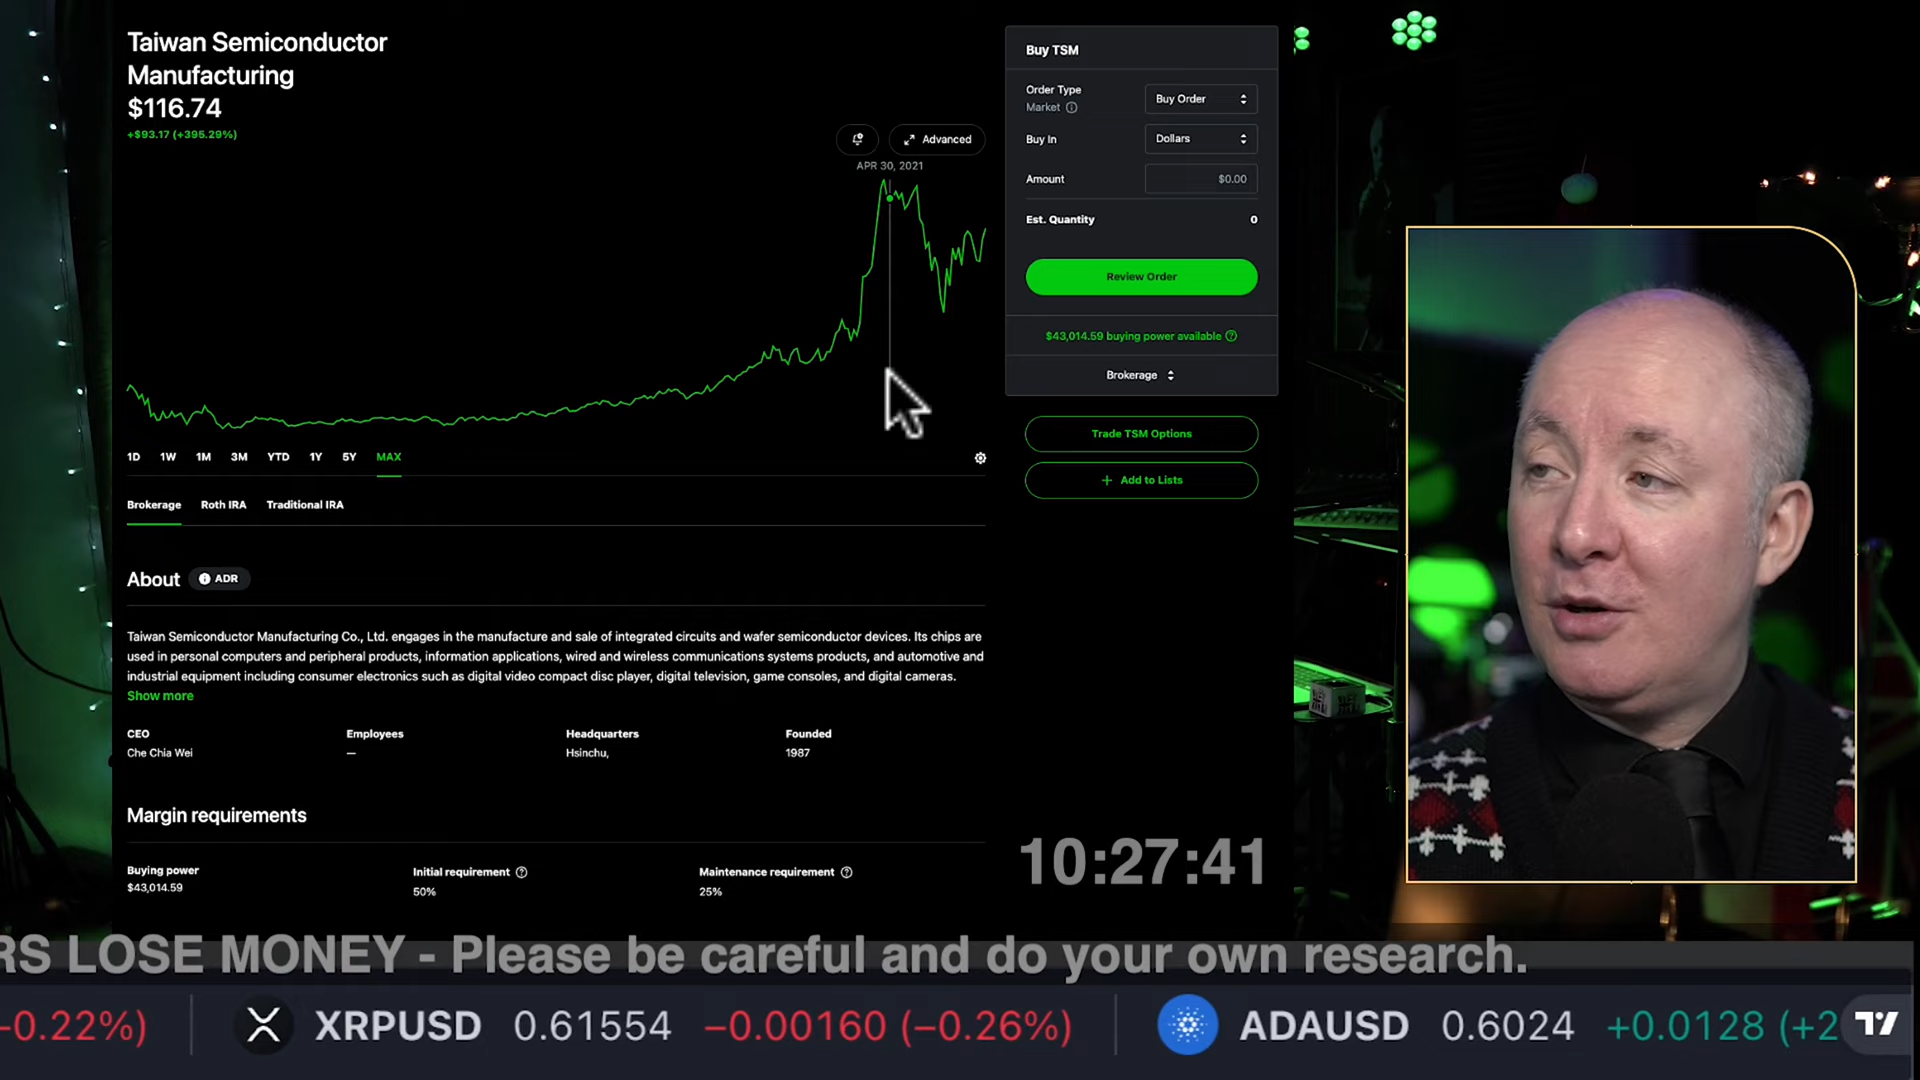 Taiwan Semiconductor
Manufacturing
$116.74
+$93.17 (+395.29%)
Advanced
APR 30, 2021
1D 1W 1M 3M YTD 1Y 5Y MAX
Brokerage Roth IRA Traditional IRA
About ADR
Taiwan Semiconductor Manufacturing Co., Ltd. engages in the manufacture and sale of integrated circuits and wafer semiconductor devices. Its chips are
used in personal computers and peripheral products, information applications, wired and wireless communications systems products, and automotive and
industrial equipment including consumer electronics such as digital video compact disc player, digital television, game consoles, and digital cameras.
Show more
CEO Employees Headquarters Founded
Che Chia Wei — Hsinchu, 1987
Margin requirements
Buying power Initial requirement Maintenance requirement
$43,014.59 50% 25%
Buy TSM
Order Type Buy Order
Market
Buy In Dollars
Amount $0.00
Est. Quantity 0
Review Order
$43,014.59 buying power available
Brokerage
Trade TSM Options
+ Add to Lists
10:27:41
RS LOSE MONEY - Please be careful and do your own research.
-0.22%) XRPUSD 0.61554 −0.00160 (−0.26%) ADAUSD 0.6024 +0.0128 (+2